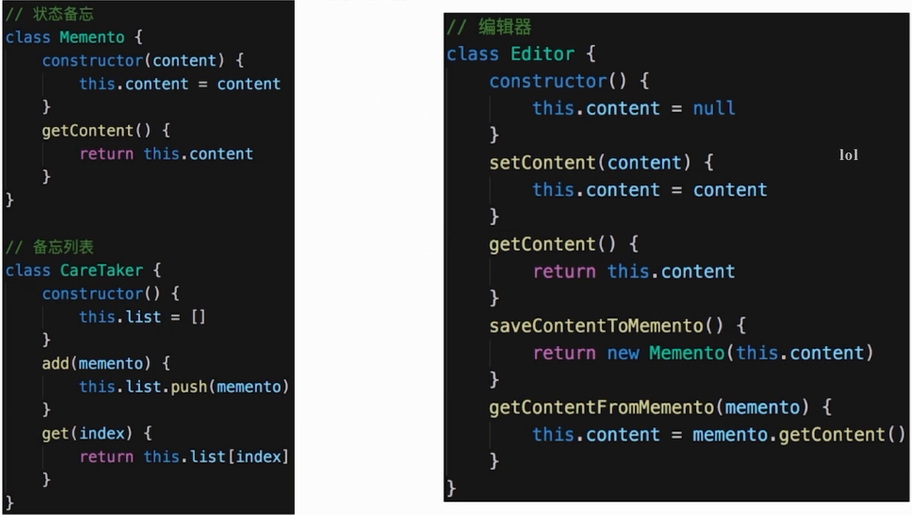 // 状态备忘
class Memento {
constructor(content) {
this.content = content
}
getContent() {
return this.content
}
}
// 备忘列表
class CareTaker {
constructor() {
this.list = []
}
add(memento) {
this.list.push(memento)
}
get(index) {
return this.list[index]
}
}
// 编辑器
class Editor {
constructor() {
this.content = null
}
setContent(content) {
this.content = content
}
getContent() {
return this.content
}
saveContentToMemento() {
return new Memento(this.content)
}
getContentFromMemento(memento) {
this.content = memento.getContent()
}
}
lol